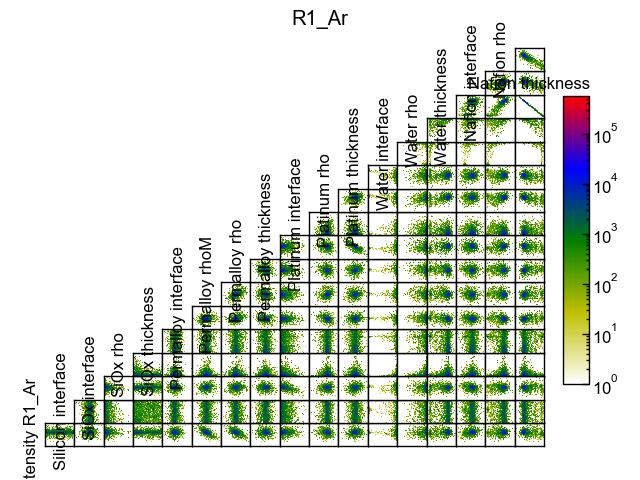 R1_Ar
tensity R1_Ar
Silicon interface
SiOx interface
SiOx rho
SiOx thickness
Permalloy interface
Permalloy rhoM
Permalloy rho
Permalloy thickness
Platinum interface
Platinum rho
Platinum thickness
Water interface
Water rho
Water thickness
Nafion interface
Nafion rho
Nafion thickness
10^5
10^4
10^3
10^2
10^1
10^0